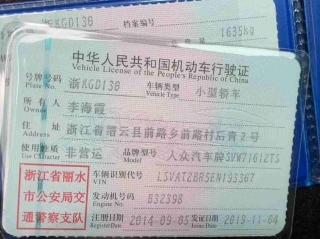 浙KGD138 档案编号
1635kg
中华人民共和国机动车行驶证
Vehicle License of the People's Republic of China
号牌号码 浙KGD138 车辆类型 小型轿车
Plate No. Vehicle Type
所有人 李海霞
Owner
住址 浙江省缙云县前路乡前路村后青2号
Address
使用性质 非营运 品牌型号 大众汽车牌SVW71612TS
Use Character Model
浙江省丽水
市公安局交
通警察支队
车辆识别代号 LSVAT2BR5EN193367
VIN
发动机号码 B32398
Engine No.
注册日期 2014-09-05 发证日期 2019-11-04
Register Date Issue Date